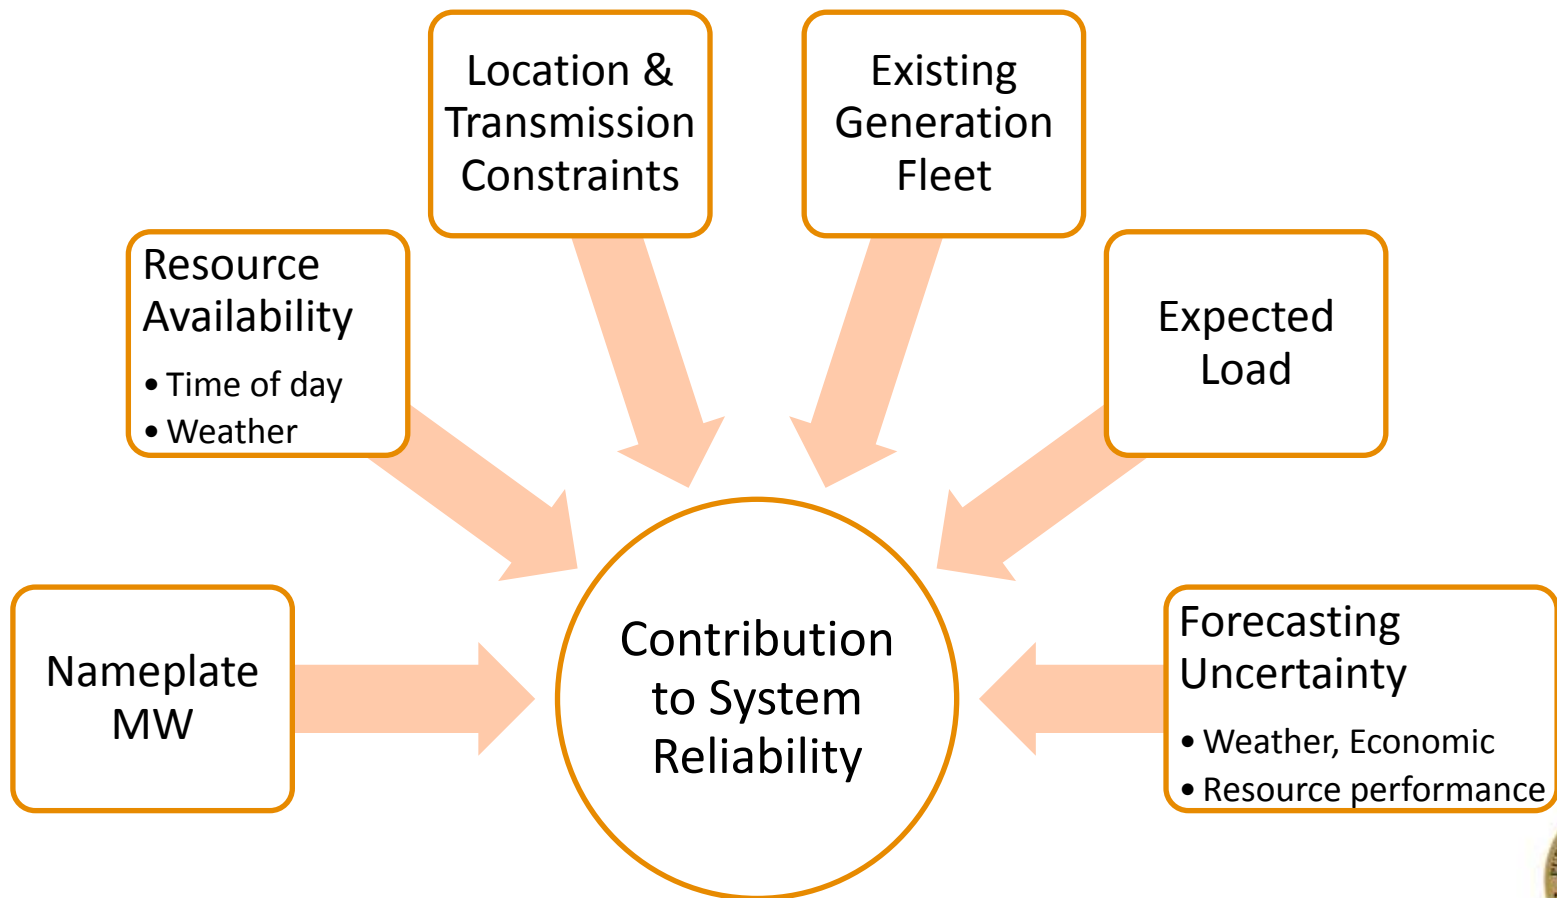 Location &
Transmission
Constraints
Existing
Generation
Fleet
Resource
Availability
• Time of day
• Weather
Expected
Load
Nameplate
MW
Contribution
to System
Reliability
Forecasting
Uncertainty
• Weather, Economic
• Resource performance